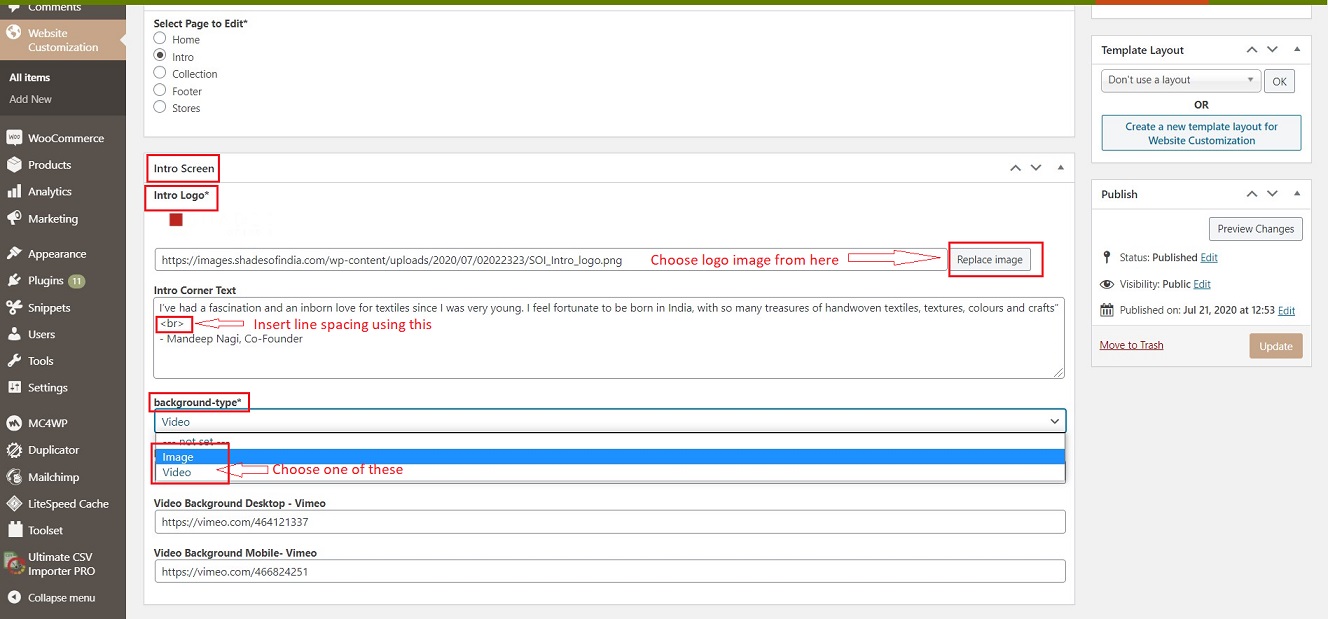 Comments
Website
Customization
All items
Add New
WooCommerce
Products
Analytics
Marketing
Appearance
Plugins 11
Snippets
Users
Tools
Settings
MC4WP
Duplicator
Mailchimp
LiteSpeed Cache
Toolset
Ultimate CSV
Importer PRO
Collapse menu
Select Page to Edit*
Home
Intro
Collection
Footer
Stores
Intro Screen
Intro Logo*
https://images.shadesofindia.com/wp-content/uploads/2020/07/02022323/SOI_Intro_logo.png Choose logo image from here Replace image
Intro Corner Text
I've had a fascination and an inborn love for textiles since I was very young. I feel fortunate to be born in India, with so many treasures of handwoven textiles, textures, colours and crafts"
<br> Insert line spacing using this
- Mandeep Nagi, Co-Founder
background-type*
Video
--- not set ---
Image
Video Choose one of these
Video Background Desktop - Vimeo
https://vimeo.com/464121337
Video Background Mobile- Vimeo
https://vimeo.com/466824251
Template Layout
Don't use a layout OK
OR
Create a new template layout for
Website Customization
Publish
Preview Changes
Status: Published Edit
Visibility: Public Edit
Published on: Jul 21, 2020 at 12:53 Edit
Move to Trash Update